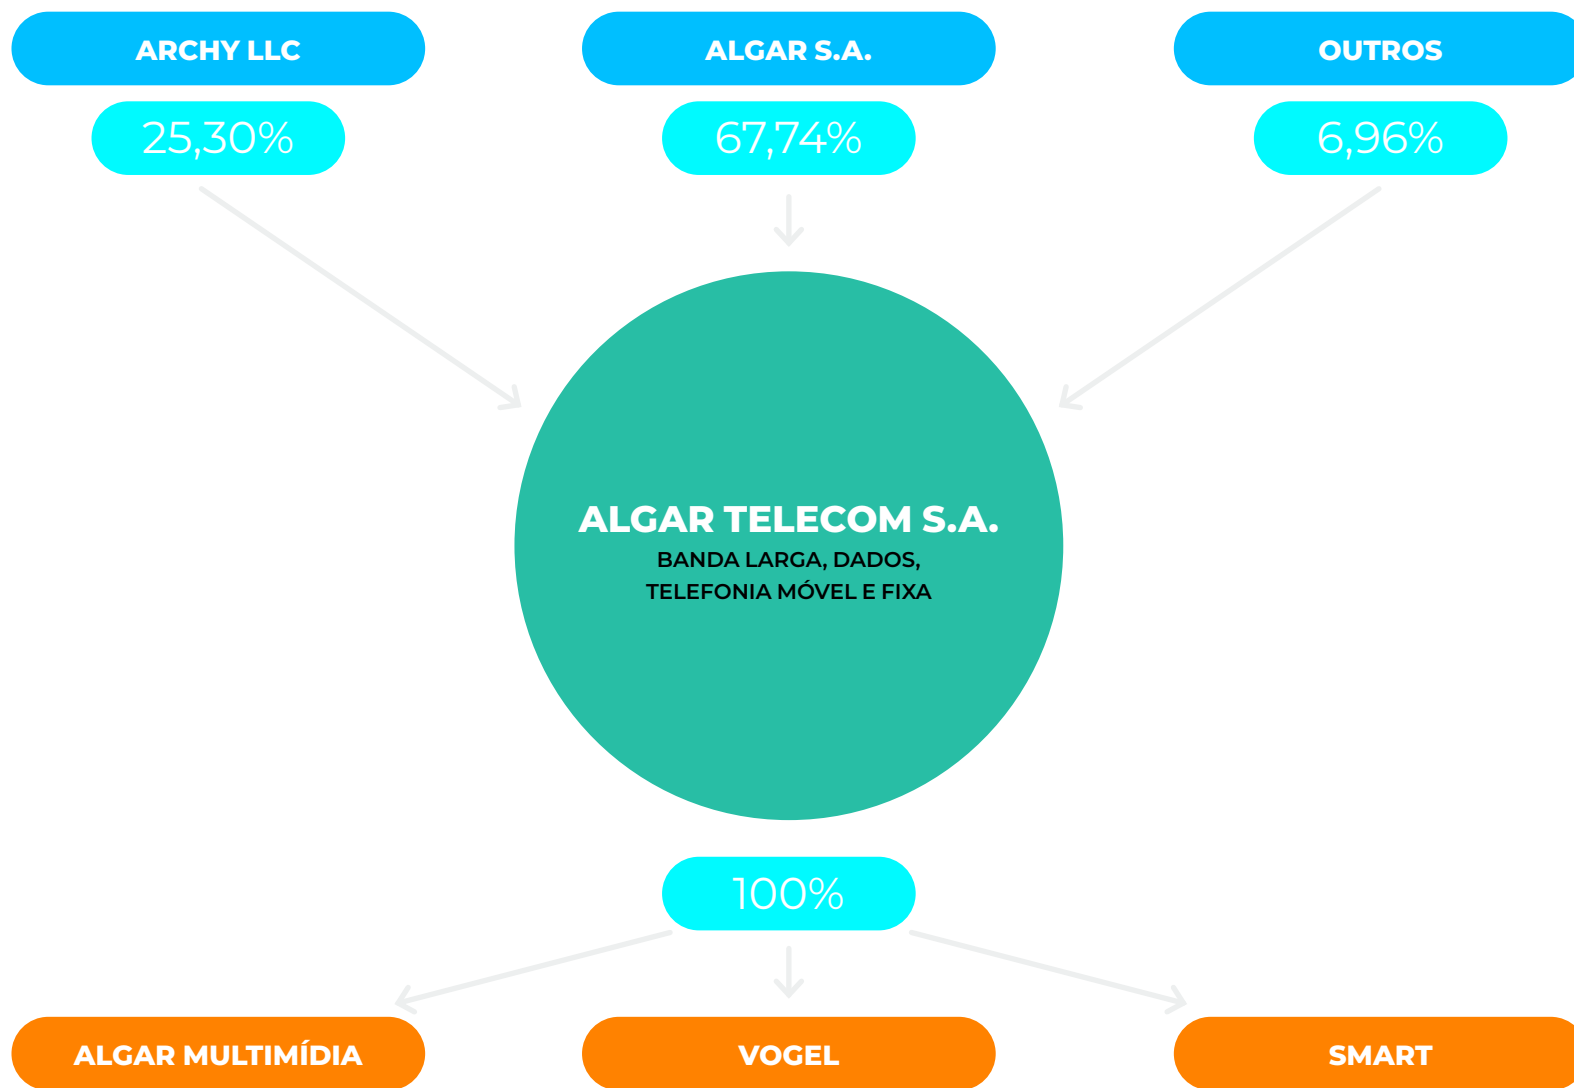 ARCHY LLC
ALGAR S.A.
OUTROS
25,30%
67,74%
6,96%
ALGAR TELECOM S.A.
BANDA LARGA, DADOS,
TELEFONIA MÓVEL E FIXA
100%
ALGAR MULTIMÍDIA
VOGEL
SMART